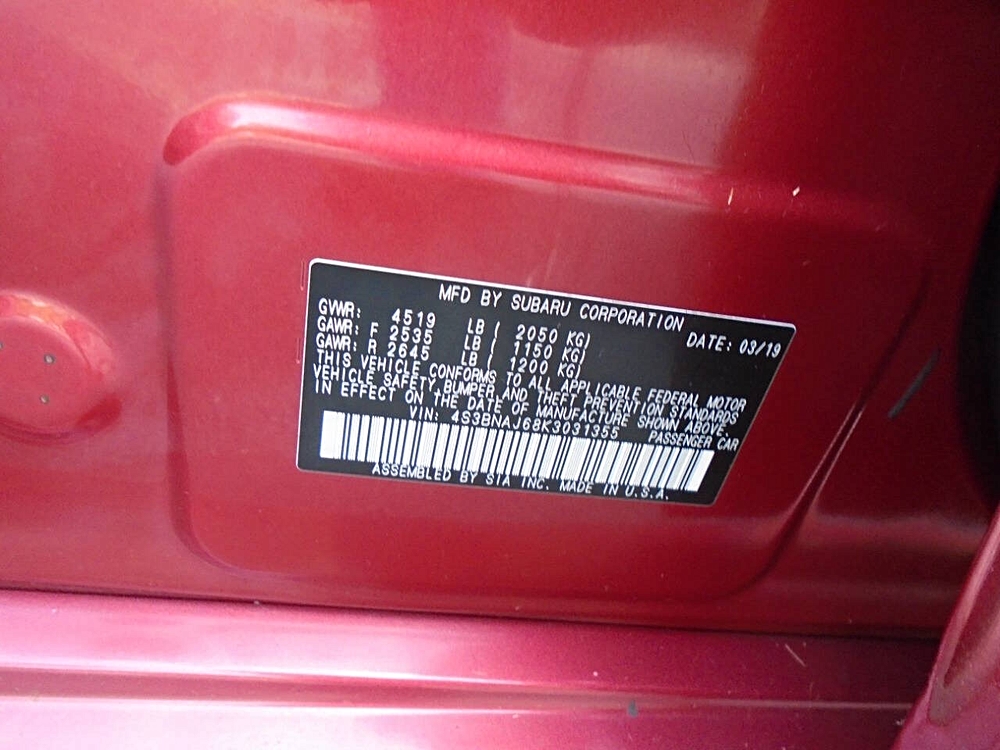 MFD BY SUBARU CORPORATION
GVWR: 4519 LB ( 2050 KG) DATE: 03/19
GAWR: F 2535 LB ( 1150 KG)
GAWR: R 2645 LB ( 1200 KG)
THIS VEHICLE CONFORMS TO ALL APPLICABLE FEDERAL MOTOR
VEHICLE SAFETY,BUMPER,AND THEFT PREVENTION STANDARDS
IN EFFECT ON THE DATE OF MANUFACTURE SHOWN ABOVE.
VIN: 4S3BNAJ68K3031355 PASSENGER CAR
ASSEMBLED BY SIA INC. MADE IN U.S.A.